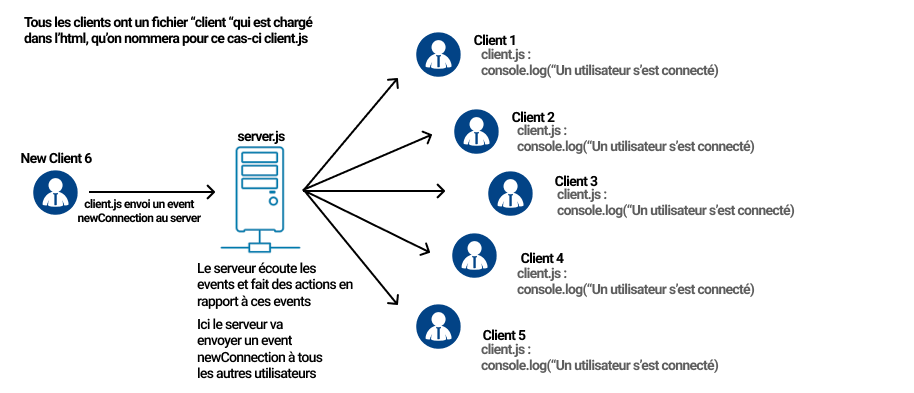 Tous les clients ont un fichier “client “qui est chargé
dans l’html, qu’on nommera pour ce cas-ci client.js
New Client 6
client.js envoi un event
newConnection au server
server.js
Le serveur écoute les
events et fait des actions en
rapport à ces events
Ici le serveur va
envoyer un event
newConnection à tous
les autres utilisateurs
Client 1
client.js :
console.log(“Un utilisateur s’est connecté)
Client 2
client.js :
console.log(“Un utilisateur s’est connecté)
Client 3
client.js :
console.log(“Un utilisateur s’est connecté)
Client 4
client.js :
console.log(“Un utilisateur s’est connecté)
Client 5
client.js :
console.log(“Un utilisateur s’est connecté)